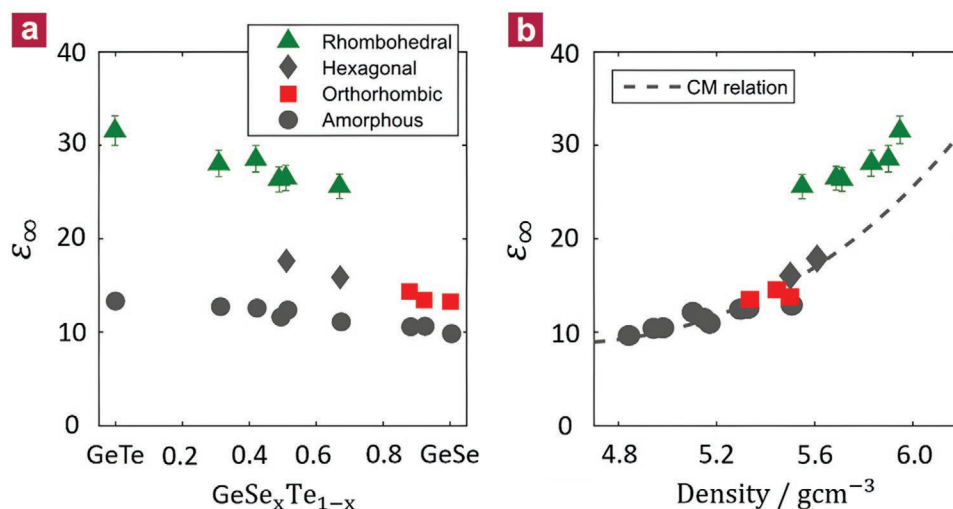 a
40
30
20
10
0
ε∞
GeTe 0.2 0.4 0.6 0.8 GeSe
GeSeₓTe₁₋ₓ
Rhombohedral
Hexagonal
Orthorhombic
Amorphous
b
40
30
20
10
0
ε∞
CM relation
4.8 5.2 5.6 6.0
Density / gcm⁻³